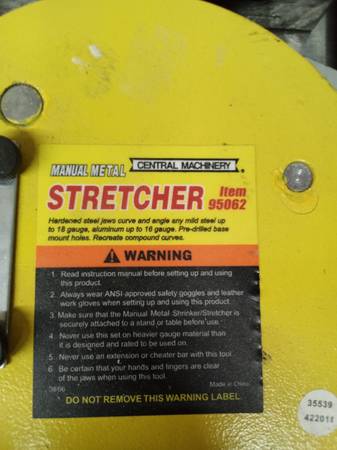 MANUAL METAL CENTRAL MACHINERY.
STRETCHER Item 95062
Hardened steel jaws curve and angle any mild steel up
to 18 gauge, aluminum up to 16 gauge. Pre-drilled base
mount holes. Recreate compound curves.
WARNING
1. Read instruction manual before setting up and using
this product.
2. Always wear ANSI-approved safety goggles and leather
work gloves when setting up and using this product.
3. Make sure that the Manual Metal Shrinker/Stretcher is
securely attached to a stand or table before use.
4. Never use this set on heavier gauge material than
it is designed and rated to be used on.
5. Never use an extension or cheater bar with this tool.
6. Be certain that your hands and fingers are clear
of the jaws when using this tool.
Made in China
DO NOT REMOVE THIS WARNING LABEL
35539